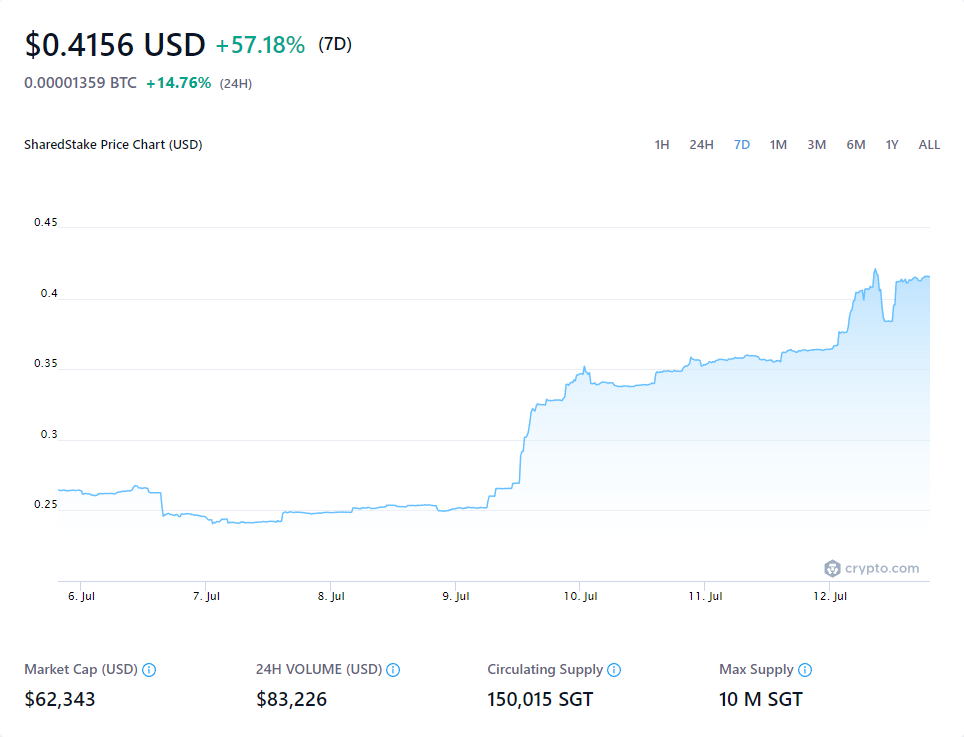 $0.4156 USD +57.18% (7D)
0.00001359 BTC +14.76% (24H)
SharedStake Price Chart (USD) 1H 24H 7D 1M 3M 6M 1Y ALL
0.45
0.4
0.35
0.3
0.25
crypto.com
6. Jul 7. Jul 8. Jul 9. Jul 10. Jul 11. Jul 12. Jul
Market Cap (USD) 24H VOLUME (USD) Circulating Supply Max Supply
$62,343 $83,226 150,015 SGT 10 M SGT